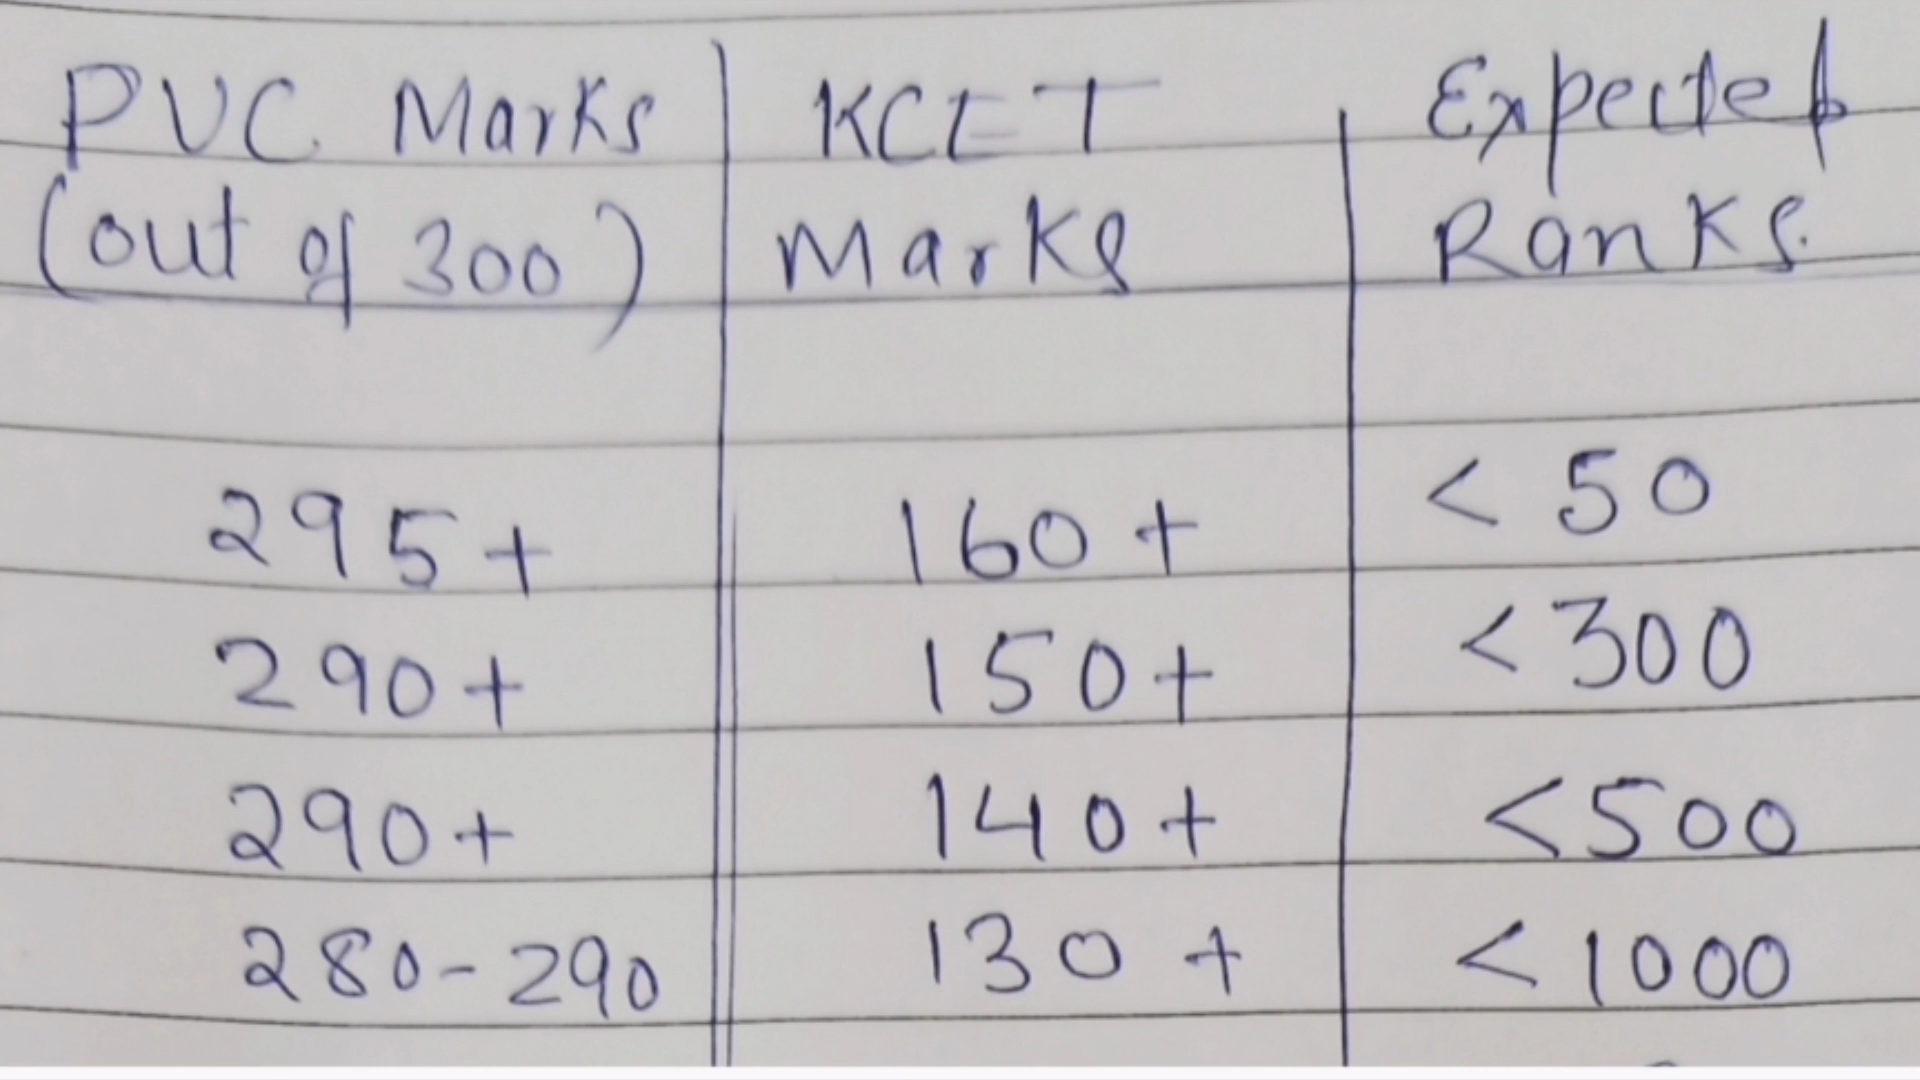 PUC Marks KCET Expected
(out of 300) Marks Ranks.
295+ 160+ <50
290+ 150+ <300
290+ 140+ <500
280-290 130+ <1000